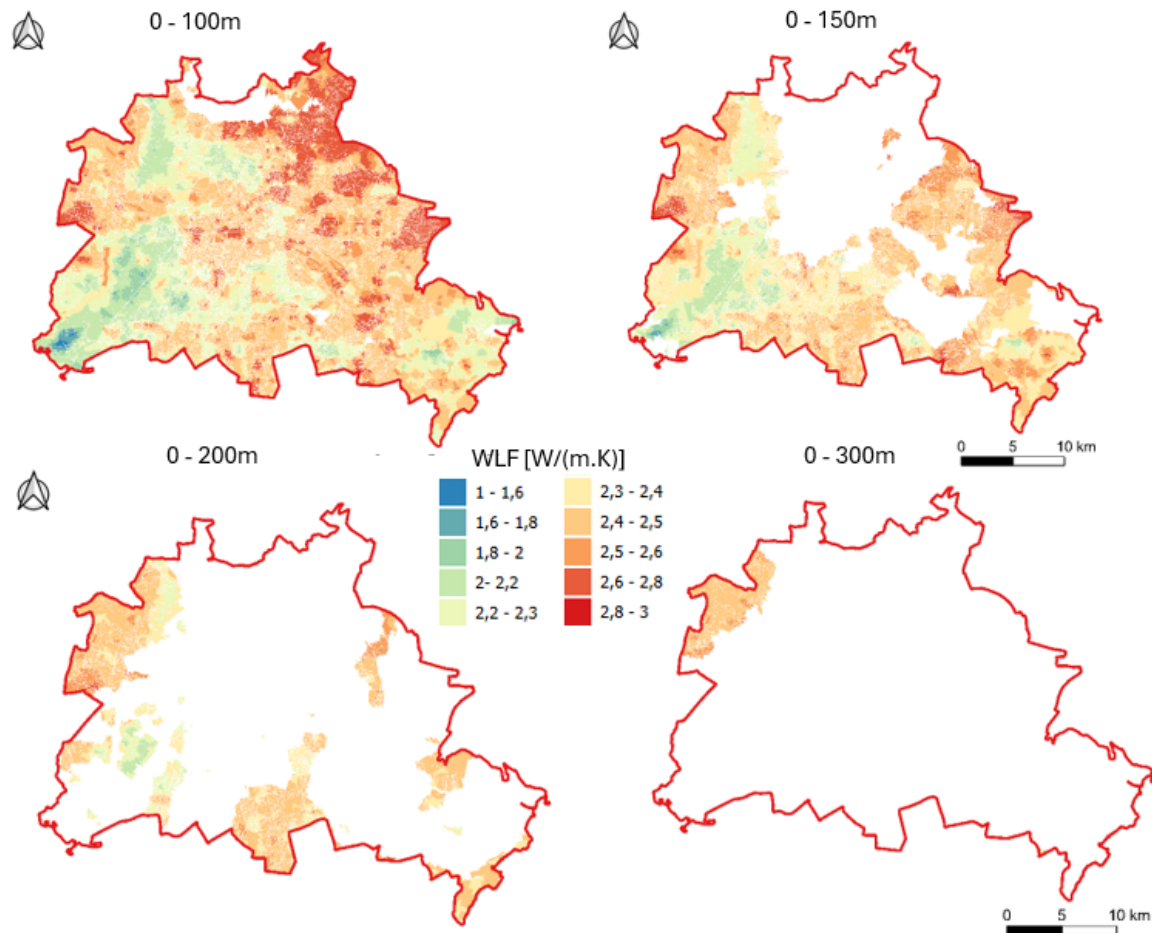 0 - 100m
0 - 150m
0 5 10 km
0 - 200m
WLF [W/(m.K)]
0 - 300m
1 - 1,6
2,3 - 2,4
1,6 - 1,8
2,4 - 2,5
1,8 - 2
2,5 - 2,6
2- 2,2
2,6 - 2,8
2,2 - 2,3
2,8 - 3
0 5 10 km